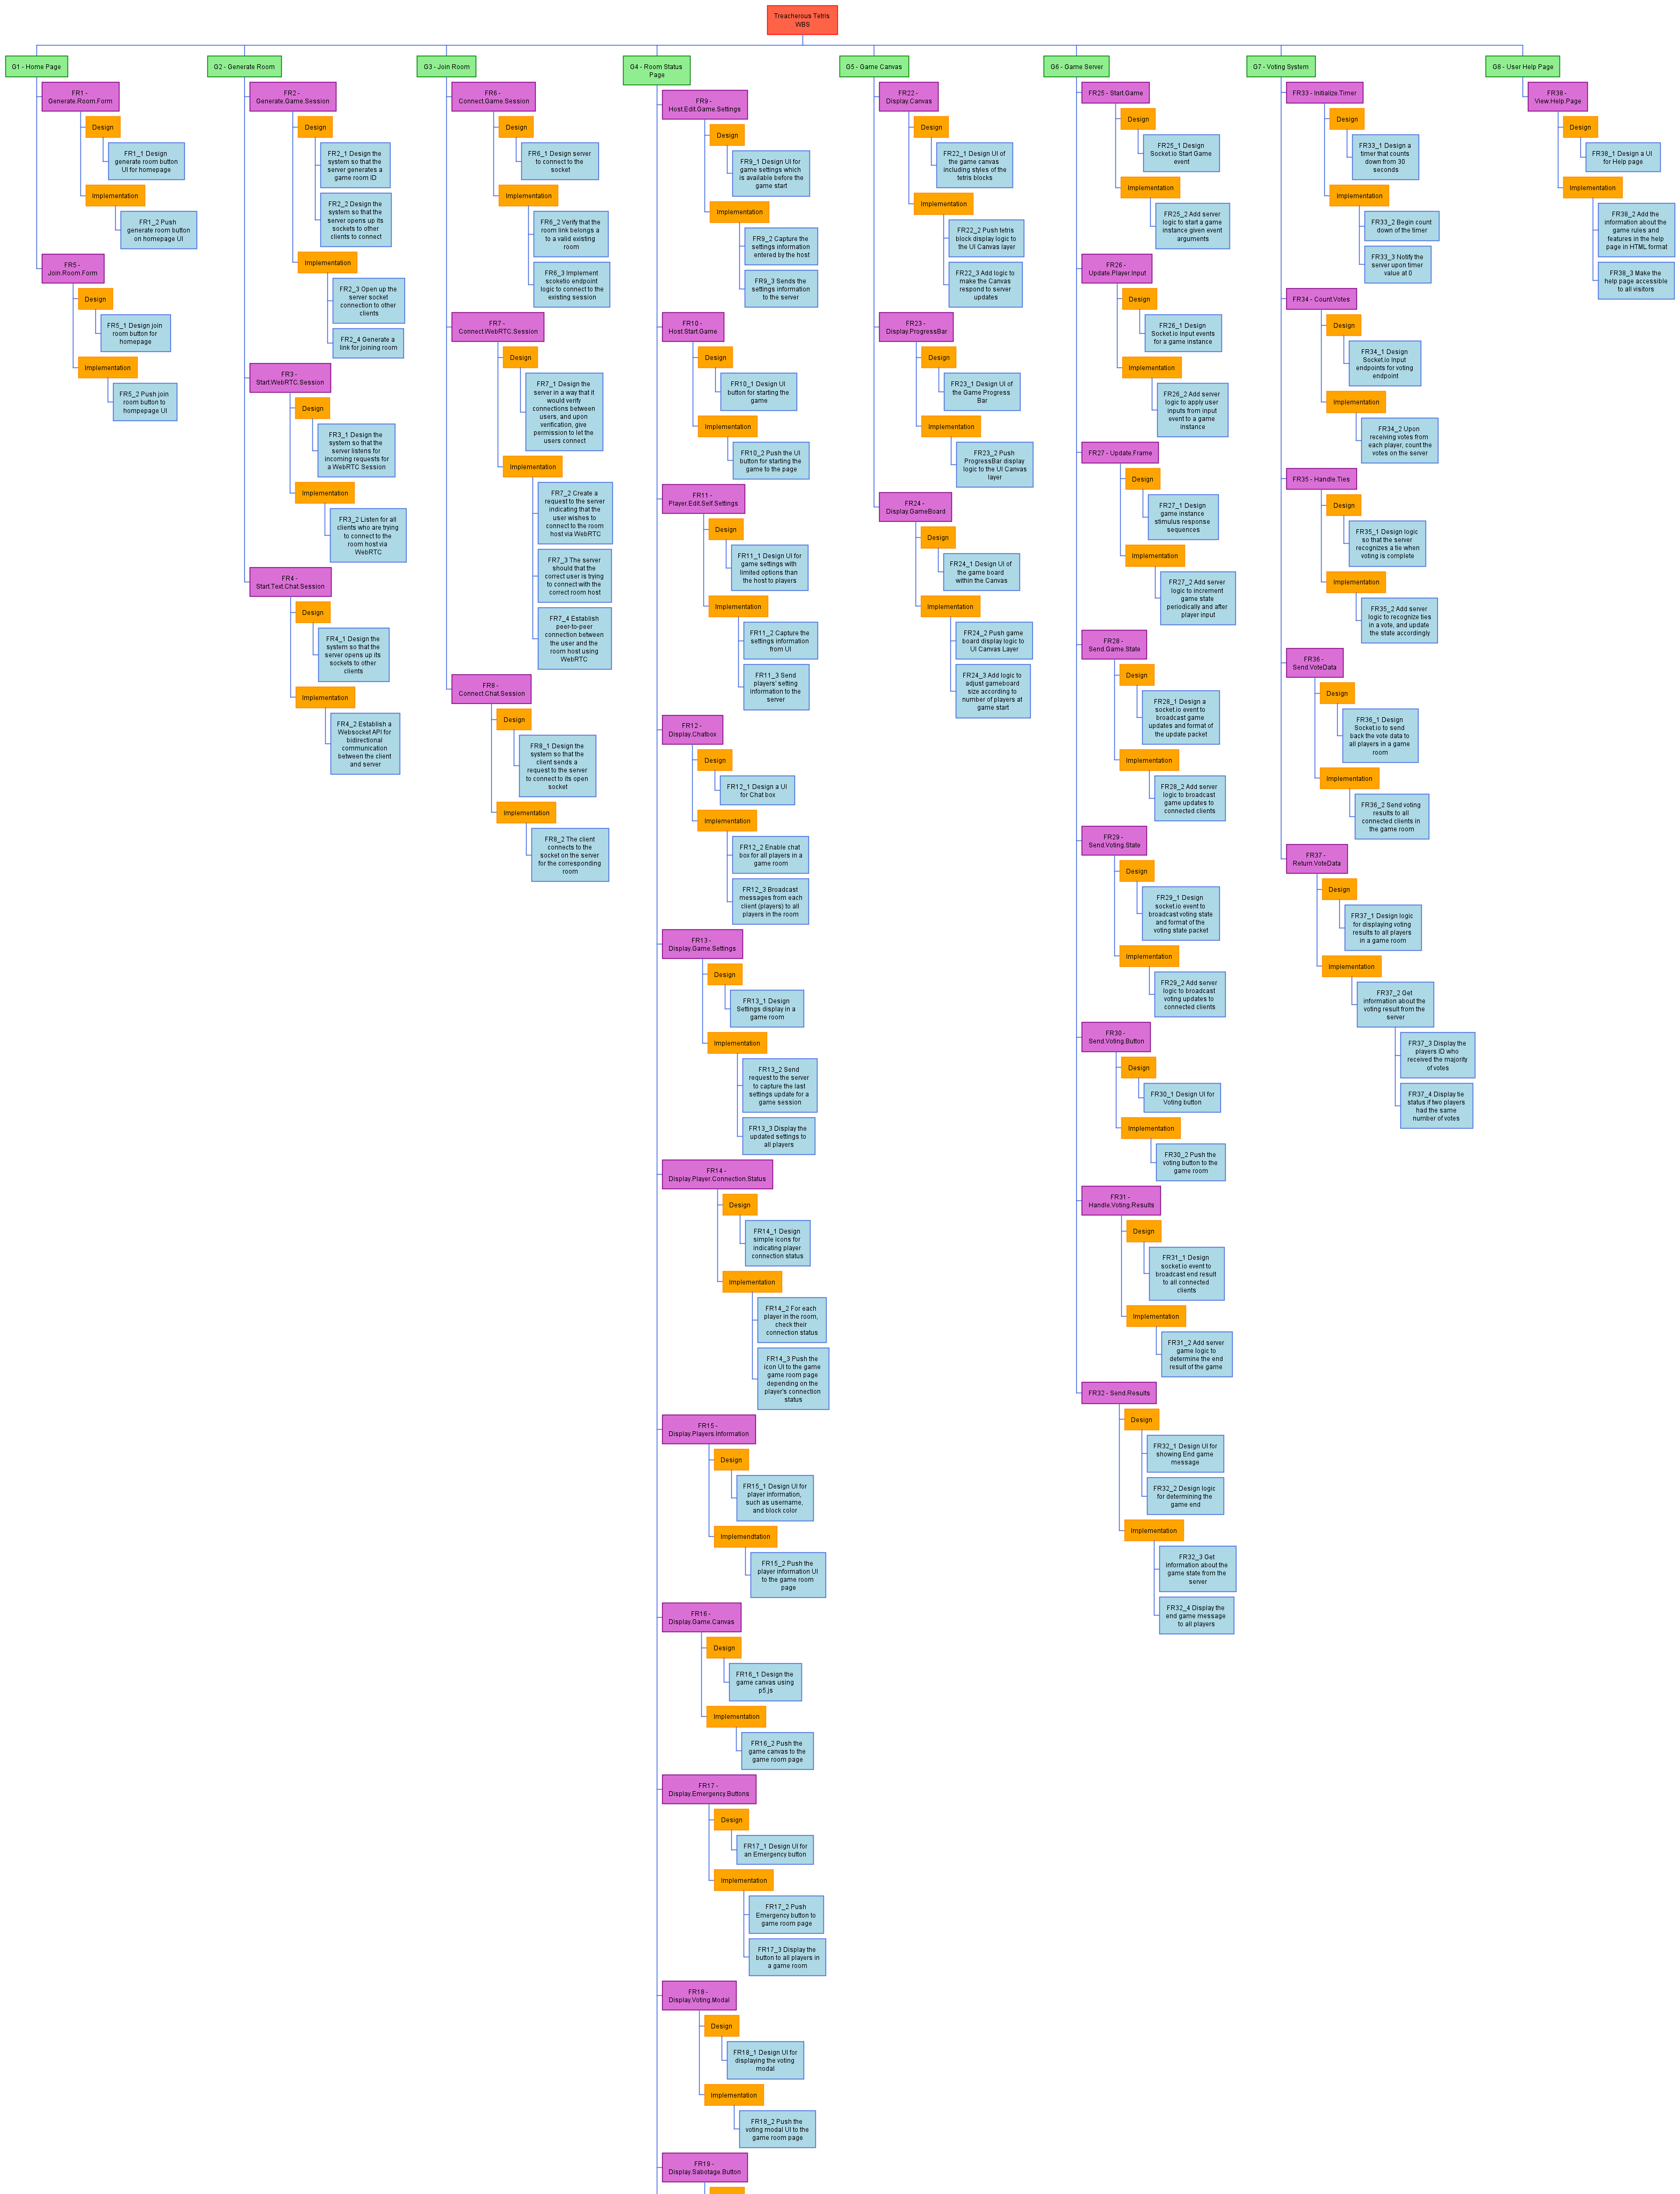 Treacherous Tetris
WBS
G1 - Home Page
FR1 -
Generate.Room.Form
Design
FR1_1 Design
generate room button
UI for homepage
Implementation
FR1_2 Push
generate room button
on homepage UI
FR5 -
Join.Room.Form
Design
FR5_1 Design join
room button for
homepage
Implementation
FR5_2 Push join
room button to
hompepage UI
G2 - Generate Room
FR2 -
Generate.Game.Session
Design
FR2_1 Design the
system so that the
server generates a
game room ID
FR2_2 Design the
system so that the
server opens up its
sockets to other
clients to connect
Implementation
FR2_3 Open up the
server socket
connection to other
clients
FR2_4 Generate a
link for joining room
FR3 -
Start.WebRTC.Session
Design
FR3_1 Design the
system so that the
server listens for
incoming requests for
a WebRTC Session
Implementation
FR3_2 Listen for all
clients who are trying
to connect to the
room host via
WebRTC
FR4 -
Start.Text.Chat.Session
Design
FR4_1 Design the
system so that the
server opens up its
sockets to other
clients
Implementation
FR4_2 Establish a
Websocket API for
bidirectional
communication
between the client
and server
G3 - Join Room
FR6 -
Connect.Game.Session
Design
FR6_1 Design server
to connect to the
socket
Implementation
FR6_2 Verify that the
room link belongs a
to a valid existing
room
FR6_3 Implement
scoketio endpoint
logic to connect to the
existing session
FR7 -
Connect.WebRTC.Session
Design
FR7_1 Design the
server in a way that it
would verify
connections between
users, and upon
verification, give
permission to let the
users connect
Implementation
FR7_2 Create a
request to the server
indicating that the
user wishes to
connect to the room
host via WebRTC
FR7_3 The server
should that the
correct user is trying
to connect with the
correct room host
FR7_4 Establish
peer-to-peer
connection between
the user and the
room host using
WebRTC
FR8 -
Connect.Chat.Session
Design
FR8_1 Design the
system so that the
client sends a
request to the server
to connect to its open
socket
Implementation
FR8_2 The client
connects to the
socket on the server
for the corresponding
room
G4 - Room Status
Page
FR9 -
Host.Edit.Game.Settings
Design
FR9_1 Design UI for
game settings which
is available before the
game start
Implementation
FR9_2 Capture the
settings information
entered by the host
FR9_3 Sends the
settings information
to the server
FR10 -
Host.Start.Game
Design
FR10_1 Design UI
button for starting the
game
Implementation
FR10_2 Push the UI
button for starting the
game to the page
FR11 -
Player.Edit.Self.Settings
Design
FR11_1 Design UI for
game settings with
limited options than
the host to players
Implementation
FR11_2 Capture the
settings information
from UI
FR11_3 Send
players' setting
information to the
server
FR12 -
Display.Chatbox
Design
FR12_1 Design a UI
for Chat box
Implementation
FR12_2 Enable chat
box for all players in a
game room
FR12_3 Broadcast
messages from each
client (players) to all
players in the room
FR13 -
Display.Game.Settings
Design
FR13_1 Design
Settings display in a
game room
Implementation
FR13_2 Send
request to the server
to capture the last
settings update for a
game session
FR13_3 Display the
updated settings to
all players
FR14 -
Display.Player.Connection.Status
Design
FR14_1 Design
simple icons for
indicating player
connection status
Implementation
FR14_2 For each
player in the room,
check their
connection status
FR14_3 Push the
icon UI to the game
game room page
depending on the
player's connection
status
FR15 -
Display.Players.Information
Design
FR15_1 Design UI for
player information,
such as username,
and block color
Implemendtation
FR15_2 Push the
player information UI
to the game room
page
FR16 -
Display.Game.Canvas
Design
FR16_1 Design the
game canvas using
p5.js
Implementation
FR16_2 Push the
game canvas to the
game room page
FR17 -
Display.Emergency.Buttons
Design
FR17_1 Design UI for
an Emergency button
Implementation
FR17_2 Push
Emergency button to
game room page
FR17_3 Display the
button to all players in
a game room
FR18 -
Display.Voting.Modal
Design
FR18_1 Design UI for
displaying the voting
modal
Implementation
FR18_2 Push the
voting modal UI to the
game room page
FR19 -
Display.Sabotage.Button
G5 - Game Canvas
FR22 -
Display.Canvas
Design
FR22_1 Design UI of
the game canvas
including styles of the
tetris blocks
Implementation
FR22_2 Push tetris
block display logic to
the UI Canvas layer
FR22_3 Add logic to
make the Canvas
respond to server
updates
FR23 -
Display.ProgressBar
Design
FR23_1 Design UI of
the Game Progress
Bar
Implementation
FR23_2 Push
ProgressBar display
logic to the UI Canvas
layer
FR24 -
Display.GameBoard
Design
FR24_1 Design UI of
the game board
within the Canvas
Implementation
FR24_2 Push game
board display logic to
UI Canvas Layer
FR24_3 Add logic to
adjust gameboard
size according to
number of players at
game start
G6 - Game Server
FR25 - Start.Game
Design
FR25_1 Design
Socket.io Start Game
event
Implementation
FR25_2 Add server
logic to start a game
instance given event
arguments
FR26 -
Update.Player.Input
Design
FR26_1 Design
Socket.io Input events
for a game instance
Implementation
FR26_2 Add server
logic to apply user
inputs from input
event to a game
instance
FR27 - Update.Frame
Design
FR27_1 Design
game instance
stimulus response
sequences
Implementation
FR27_2 Add server
logic to increment
game state
periodically and after
player input
FR28 -
Send.Game.State
Design
FR28_1 Design a
socket.io event to
broadcast game
updates and format of
the update packet
Implementation
FR28_2 Add server
logic to broadcast
game updates to
connected clients
FR29 -
Send.Voting.State
Design
FR29_1 Design
socket.io event to
broadcast voting state
and format of the
voting state packet
Implementation
FR29_2 Add server
logic to broadcast
voting updates to
connected clients
FR30 -
Send.Voting.Button
Design
FR30_1 Design UI for
Voting button
Implementation
FR30_2 Push the
voting button to the
game room
FR31 -
Handle.Voting.Results
Design
FR31_1 Design
socket.io event to
broadcast end result
to all connected
clients
Implementation
FR31_2 Add server
game logic to
determine the end
result of the game
FR32 - Send.Results
Design
FR32_1 Design UI for
showing End game
message
FR32_2 Design logic
for determining the
game end
Implementation
FR32_3 Get
information about the
game state from the
server
FR32_4 Display the
end game message
to all players
G7 - Voting System
FR33 - Initialize.Timer
Design
FR33_1 Design a
timer that counts
down from 30
seconds
Implementation
FR33_2 Begin count
down of the timer
FR33_3 Notify the
server upon timer
value at 0
FR34 - Count.Votes
Design
FR34_1 Design
Socket.io Input
endpoints for voting
endpoint
Implementation
FR34_2 Upon
receiving votes from
each player, count the
votes on the server
FR35 - Handle.Ties
Design
FR35_1 Design logic
so that the server
recognizes a tie when
voting is complete
Implementation
FR35_2 Add server
logic to recognize ties
in a vote, and update
the state accordingly
FR36 -
Send.VoteData
Design
FR36_1 Design
Socket.io to send
back the vote data to
all players in a game
room
Implementation
FR36_2 Send voting
results to all
connected clients in
the game room
FR37 -
Return.VoteData
Design
FR37_1 Design logic
for displaying voting
results to all players
in a game room
Implementation
FR37_2 Get
information about the
voting result from the
server
FR37_3 Display the
players ID who
received the majority
of votes
FR37_4 Display tie
status if two players
had the same
number of votes
G8 - User Help Page
FR38 -
View.Help.Page
Design
FR38_1 Design a UI
for Help page
Implementation
FR38_2 Add the
information about the
game rules and
features in the help
page in HTML format
FR38_3 Make the
help page accessible
to all visitors